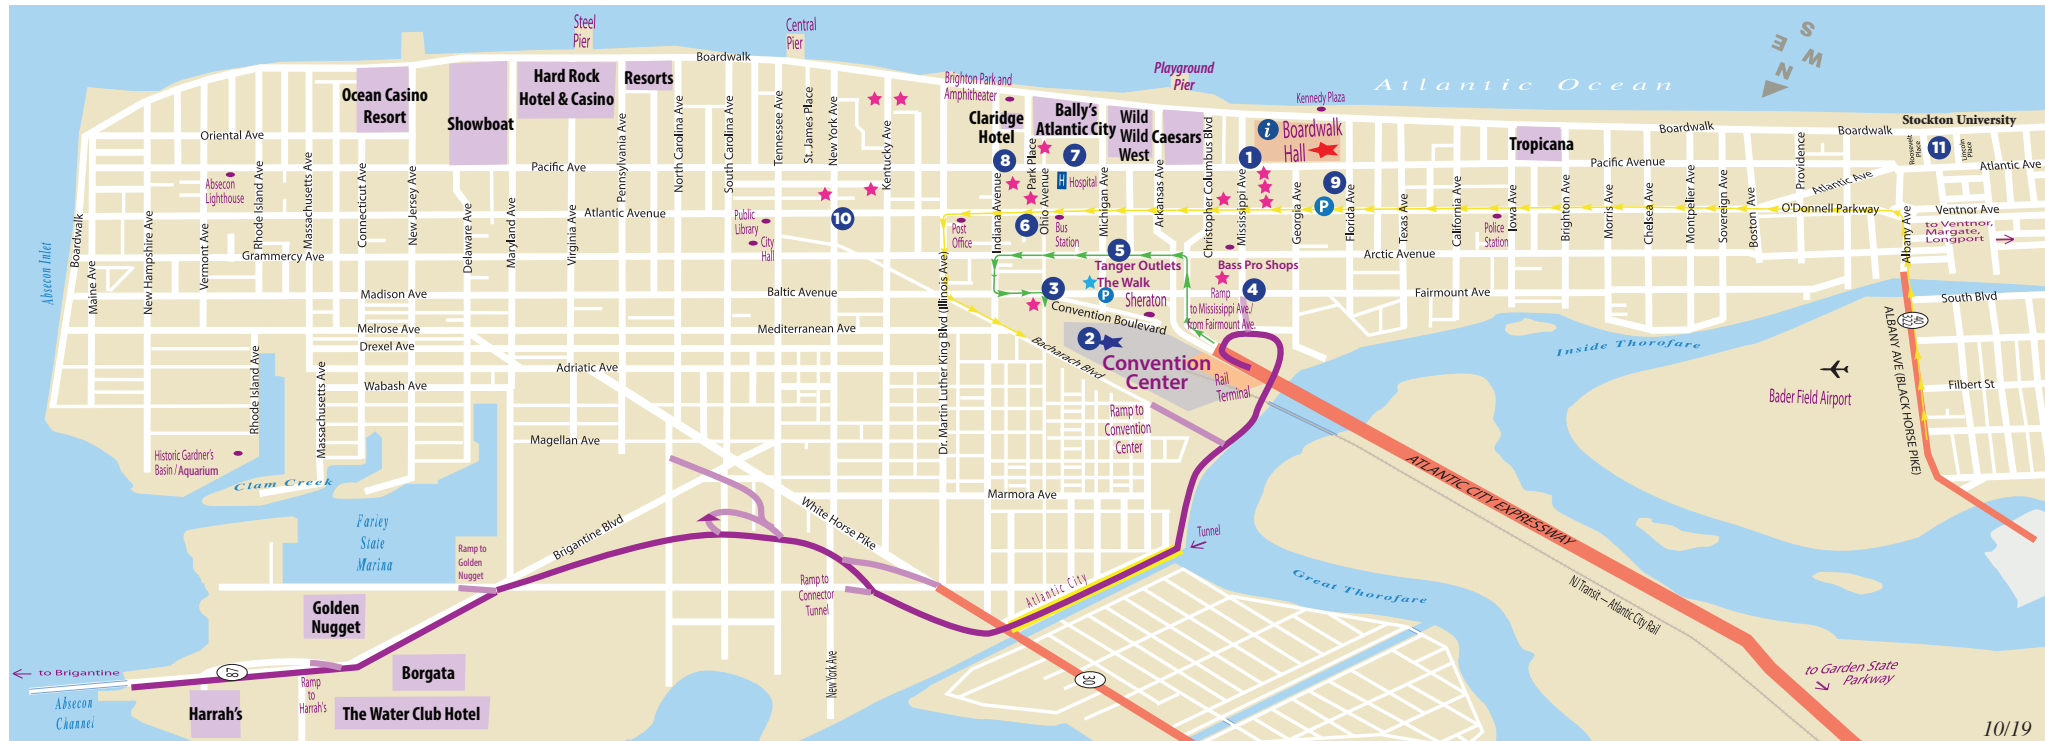 Steel
Pier
Central
Pier
S
W
E
N
Boardwalk
Playground
Pier
Atlantic Ocean
Brighton Park and
Amphitheater
Kennedy Plaza
Hard Rock
Hotel & Casino
Resorts
Ocean Casino
Resort
Showboat
Claridge
Hotel
Bally's
Atlantic City
Wild
Wild
West
Caesars
i
Boardwalk
Hall
Tropicana
Boardwalk
Boardwalk
Stockton University
Roosevelt
Place
11
Lincoln
Place
Oriental Ave
Pacific Ave
Pacific Avenue
Providence
Atlantic Ave
Atlantic Ave
Absecon
Lighthouse
Atlantic Avenue
Public
Library
City
Hall
10
8
7
1
9
H Hospital
P
6
Post
Office
Bus
Station
Police
Station
O'Donnell Parkway
Ventnor Ave
to Ventnor,
Margate,
Longport
Absecon Inlet
Boardwalk
Maine Ave
New Hampshire Ave
Vermont Ave
Rhode Island Ave
Massachusetts Ave
Connecticut Ave
New Jersey Ave
Delaware Ave
Maryland Ave
Virginia Ave
Pennsylvania Ave
North Carolina Ave
South Carolina Ave
Tennessee Ave
St. James Place
New York Ave
Kentucky Ave
Dr. Martin Luther King Blvd (Illinois Ave)
Indiana Avenue
Park Place
Ohio Avenue
Michigan Ave
Arkansas Ave
Christopher Columbus Blvd
Mississippi Ave
Georgia Ave
Florida Ave
Texas Ave
California Ave
Iowa Ave
Brighton Ave
Morris Ave
Chelsea Ave
Montpelier Ave
Sovereign Ave
Boston Ave
Albany Ave
Grammercy Ave
5
Arctic Avenue
Tanger Outlets
The Walk
P
Bass Pro Shops
Madison Ave
Baltic Avenue
3
Sheraton
Ramp
to Mississippi Ave./
from Fairmount Ave.
4
Fairmount Ave
South Blvd
Melrose Ave
Mediterranean Ave
Convention Boulevard
Drexel Ave
2
Convention
Center
Bacharach Blvd
Inside Thorofare
40
322
ALBANY AVE (BLACK HORSE PIKE)
Adriatic Ave
Wabash Ave
Rail
Terminal
Filbert St
Bader Field Airport
Rhode Island Ave
Massachusetts Ave
Ramp to
Convention
Center
Magellan Ave
Historic Gardner's
Basin / Aquarium
Clam Creek
ATLANTIC CITY EXPRESSWAY
Marmora Ave
White Horse Pike
Farley
State
Marina
Brigantine Blvd
Tunnel
Ramp to
Golden
Nugget
Ramp to
Connector
Tunnel
Atlantic City
Great Thorofare
NJ Transit — Atlantic City Rail
Golden
Nugget
New York Ave
to Brigantine
87
Borgata
30
to Garden State
Parkway
Absecon
Channel
Harrah's
Ramp
to
Harrah's
The Water Club Hotel
10/19